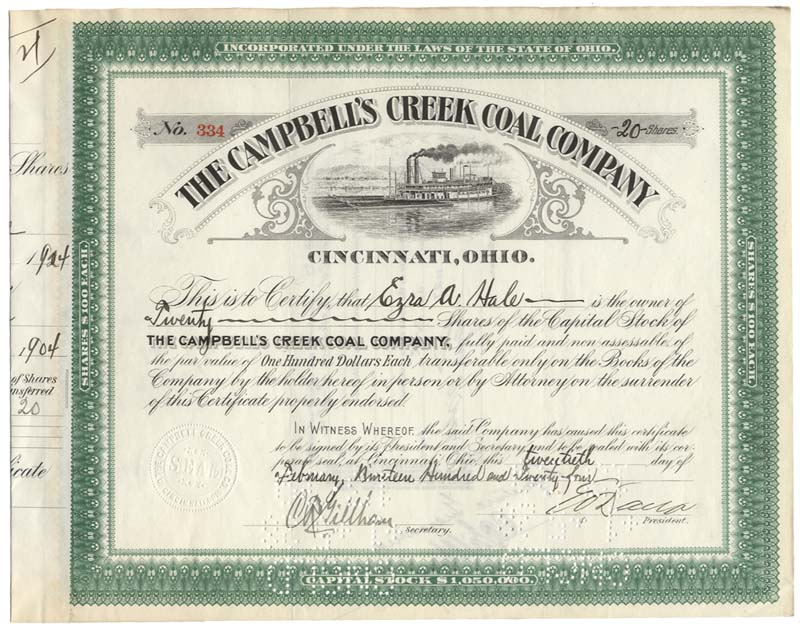 INCORPORATED UNDER THE LAWS OF THE STATE OF OHIO.
No. 334
-20- Shares.
THE CAMPBELL'S CREEK COAL COMPANY
CINCINNATI, OHIO.
This is to Certify, that Ezra A. Hale is the owner of
Twenty Shares of the Capital Stock of
THE CAMPBELL'S CREEK COAL COMPANY, fully paid and non-assessable, of
the par value of One Hundred Dollars Each, transferable only on the Books of the
Company by the holder hereof in person or by Attorney on the surrender
of this Certificate properly endorsed.
IN WITNESS WHEREOF, the said Company has caused this certificate
to be signed by its President and Secretary and to be sealed with its cor-
porate seal, at Cincinnati, Ohio, this twentieth day of
February, Nineteen Hundred and Twenty-four
Secretary.
President.
SEAL
CAPITAL STOCK $1,050,000.
SHARES $100 EACH.
SHARES $100 EACH.
21
Shares
1924
1904
of Shares
nsferred
20
icate